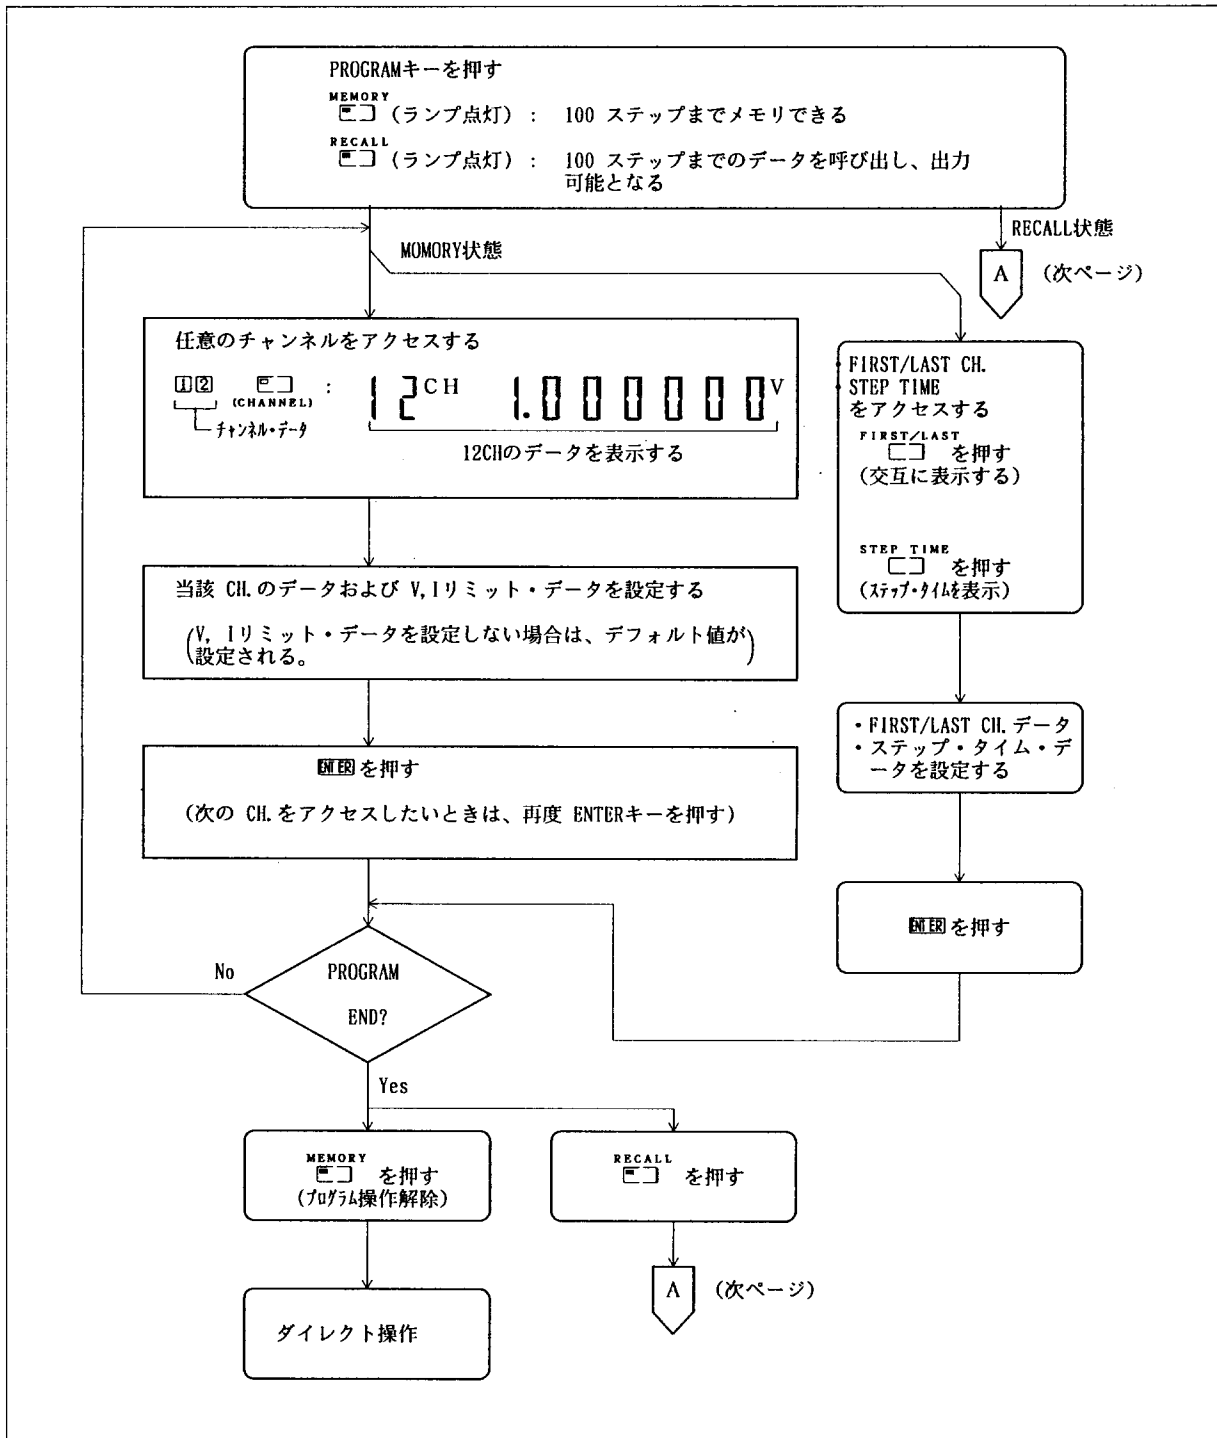 PROGRAMキーを押す
MEMORY
(ランプ点灯) : 100 ステップまでメモリできる
RECALL
(ランプ点灯) : 100 ステップまでのデータを呼び出し、出力
可能となる
RECALL状態
MOMORY状態
A (次ページ)
任意のチャンネルをアクセスする
12 :
(CHANNEL)
チャンネル・データ
12CH 1.000000V
12CHのデータを表示する
・FIRST/LAST CH.
・STEP TIME
をアクセスする
FIRST/LAST
を押す
(交互に表示する)
STEP TIME
を押す
(ステップ・タイムを表示)
当該 CH.のデータおよび V,Iリミット・データを設定する
(V, Iリミット・データを設定しない場合は、デフォルト値が
設定される。)
・FIRST/LAST CH.データ
・ステップ・タイム・デ
ータを設定する
ENTERを押す
(次の CH.をアクセスしたいときは、再度 ENTERキーを押す)
ENTERを押す
No
PROGRAM
END?
Yes
MEMORY
を押す
(プログラム操作解除)
RECALL
を押す
A (次ページ)
ダイレクト操作